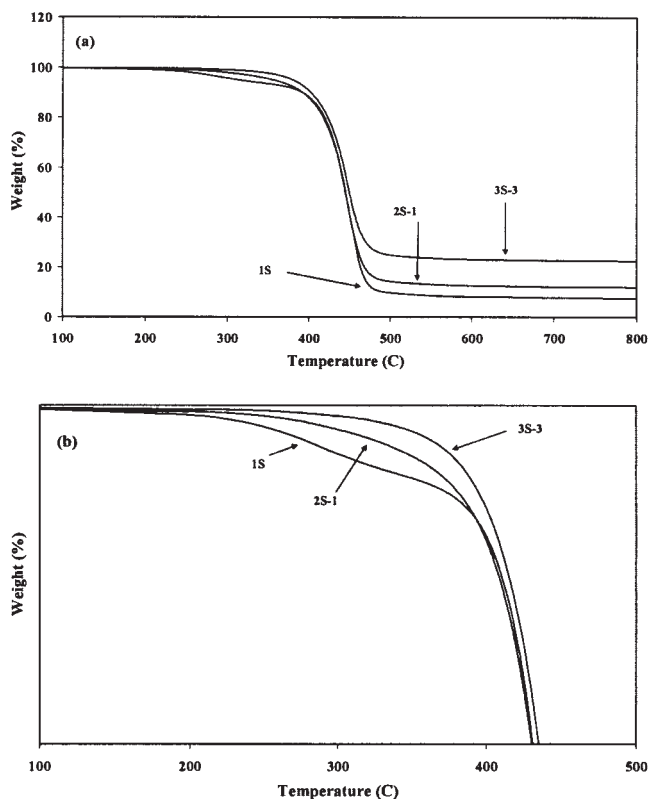 120
(a)
100
80
60
40
20
0
Weight (%)
3S-3
2S-1
1S
100 200 300 400 500 600 700 800
Temperature (C)
(b)
3S-3
1S
2S-1
Weight (%)
100 200 300 400 500
Temperature (C)